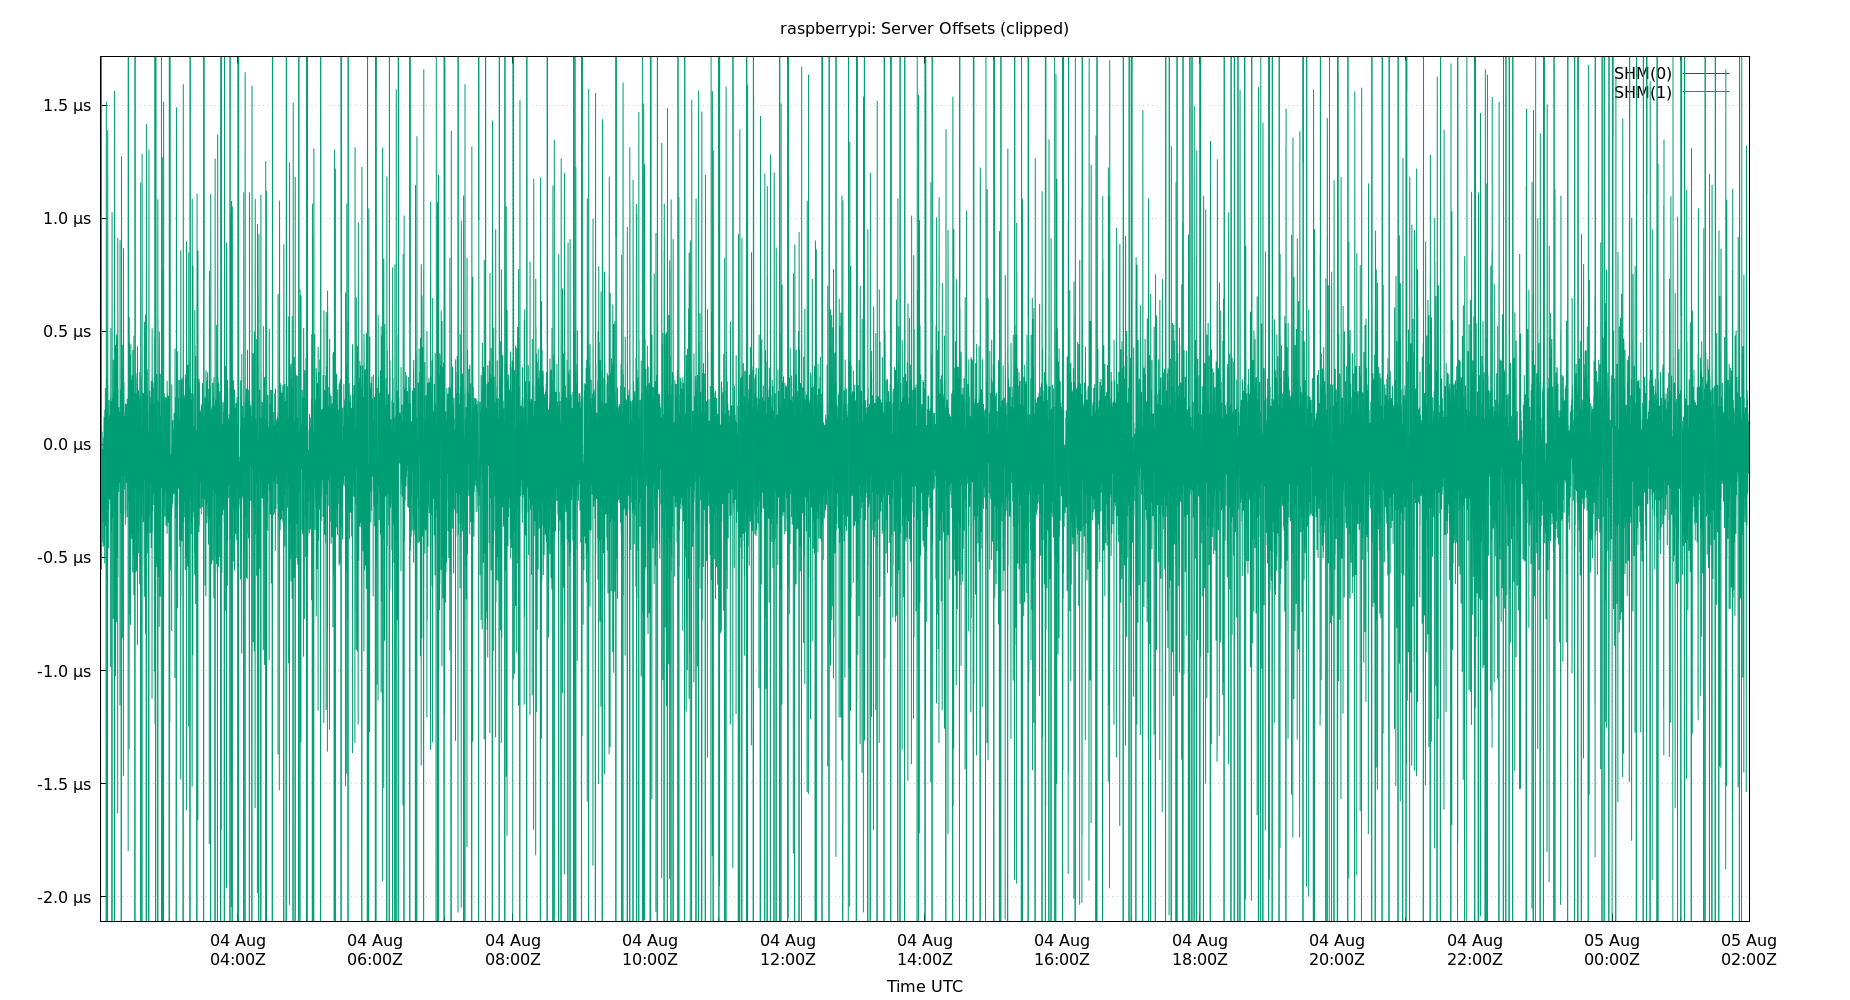 raspberrypi: Server Offsets (clipped)
SHM(0)
SHM(1)
1.5 µs
1.0 µs
0.5 µs
0.0 µs
-0.5 µs
-1.0 µs
-1.5 µs
-2.0 µs
04 Aug 04 Aug 04 Aug 04 Aug 04 Aug 04 Aug 04 Aug 04 Aug 04 Aug 04 Aug 05 Aug 05 Aug
04:00Z 06:00Z 08:00Z 10:00Z 12:00Z 14:00Z 16:00Z 18:00Z 20:00Z 22:00Z 00:00Z 02:00Z
Time UTC